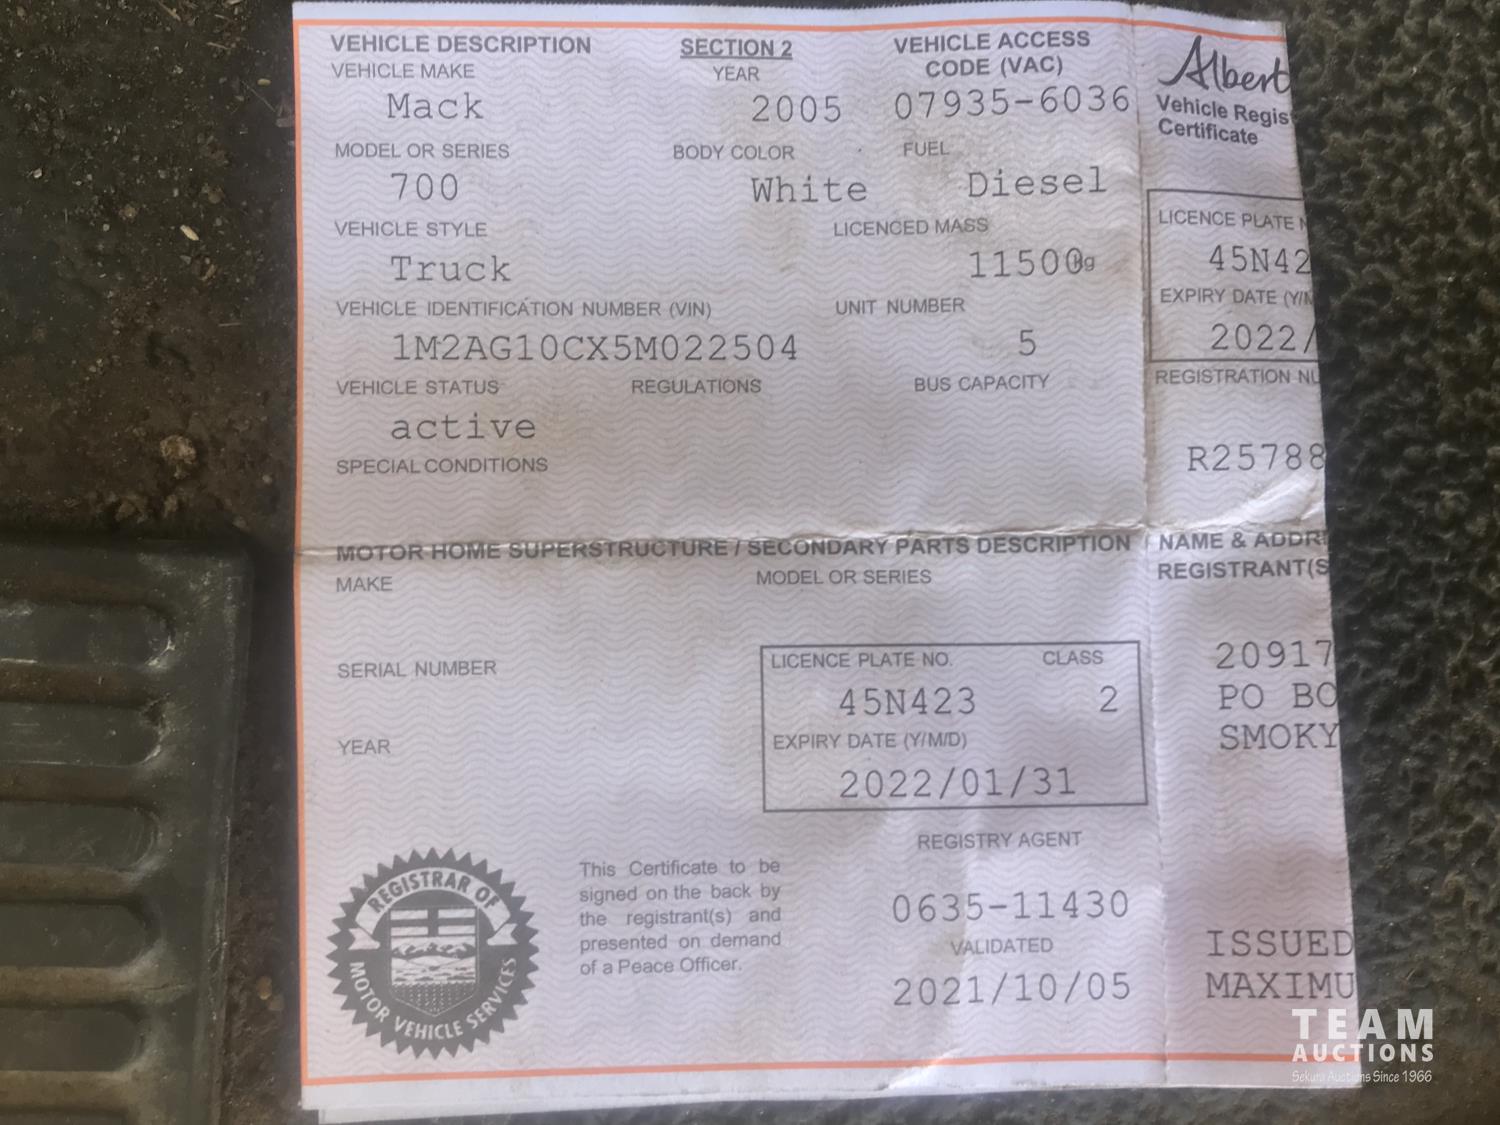 VEHICLE DESCRIPTION SECTION 2 VEHICLE ACCESS CODE (VAC)
VEHICLE MAKE YEAR
Mack 2005 07935-6036
MODEL OR SERIES BODY COLOR FUEL
700 White Diesel
VEHICLE STYLE LICENCED MASS
Truck 11500kg
VEHICLE IDENTIFICATION NUMBER (VIN) UNIT NUMBER
1M2AG10CX5M022504 5
VEHICLE STATUS REGULATIONS BUS CAPACITY
active
SPECIAL CONDITIONS
MOTOR HOME SUPERSTRUCTURE / SECONDARY PARTS DESCRIPTION
MAKE MODEL OR SERIES
SERIAL NUMBER
YEAR
LICENCE PLATE NO. CLASS
45N423 2
EXPIRY DATE (Y/M/D)
2022/01/31
REGISTRY AGENT
0635-11430
VALIDATED
2021/10/05
This Certificate to be
signed on the back by
the registrant(s) and
presented on demand
of a Peace Officer.
REGISTRAR OF
MOTOR VEHICLE SERVICES
Albert
Vehicle Regis
Certificate
LICENCE PLATE N
45N42
EXPIRY DATE (Y/M
2022/
REGISTRATION NU
R25788
NAME & ADDR
REGISTRANT(S
20917
PO BO
SMOKY
ISSUED
MAXIMU
TEAM
AUCTIONS
Sekura Auctions Since 1966